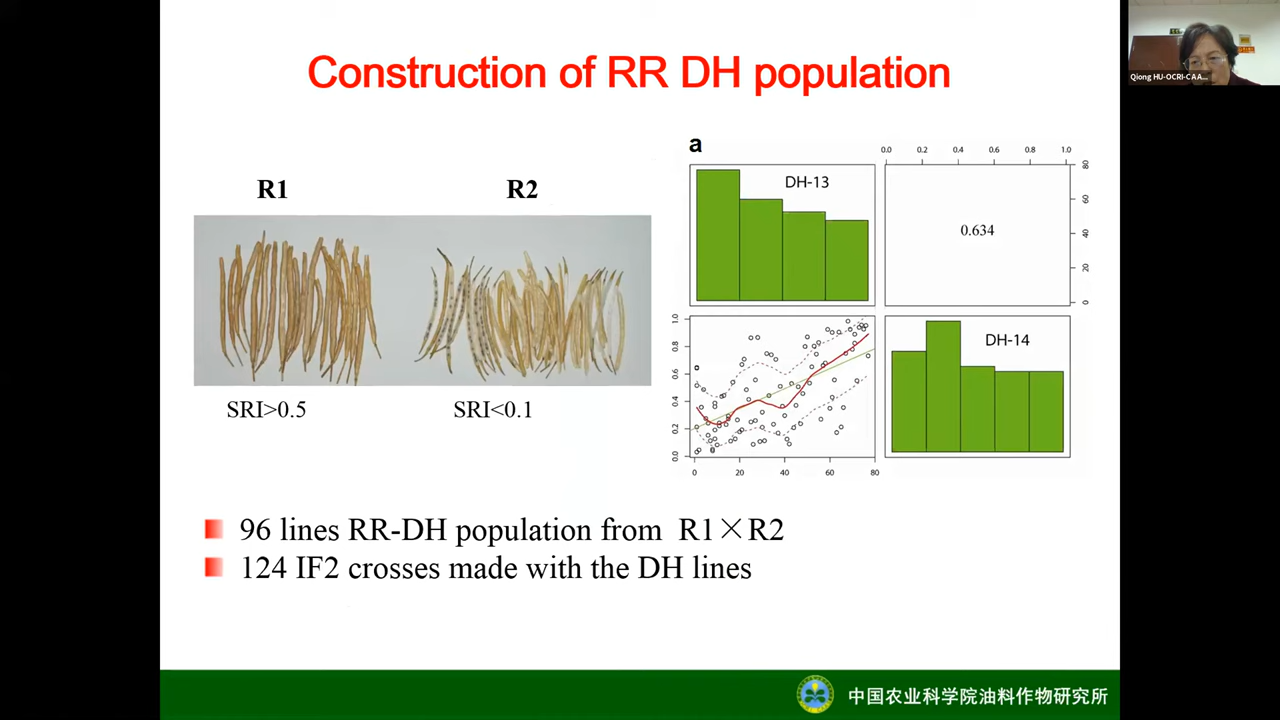 Construction of RR DH population
Qiong HU-OCRI-CAA...
R1
R2
SRI>0.5
SRI<0.1
a
0.0 0.2 0.4 0.6 0.8 1.0
DH-13
0.634
80
60
40
20
0
1.0
0.8
0.6
0.4
0.2
0.0
DH-14
0 20 40 60 80
96 lines RR-DH population from R1×R2
124 IF2 crosses made with the DH lines
中国农业科学院油料作物研究所